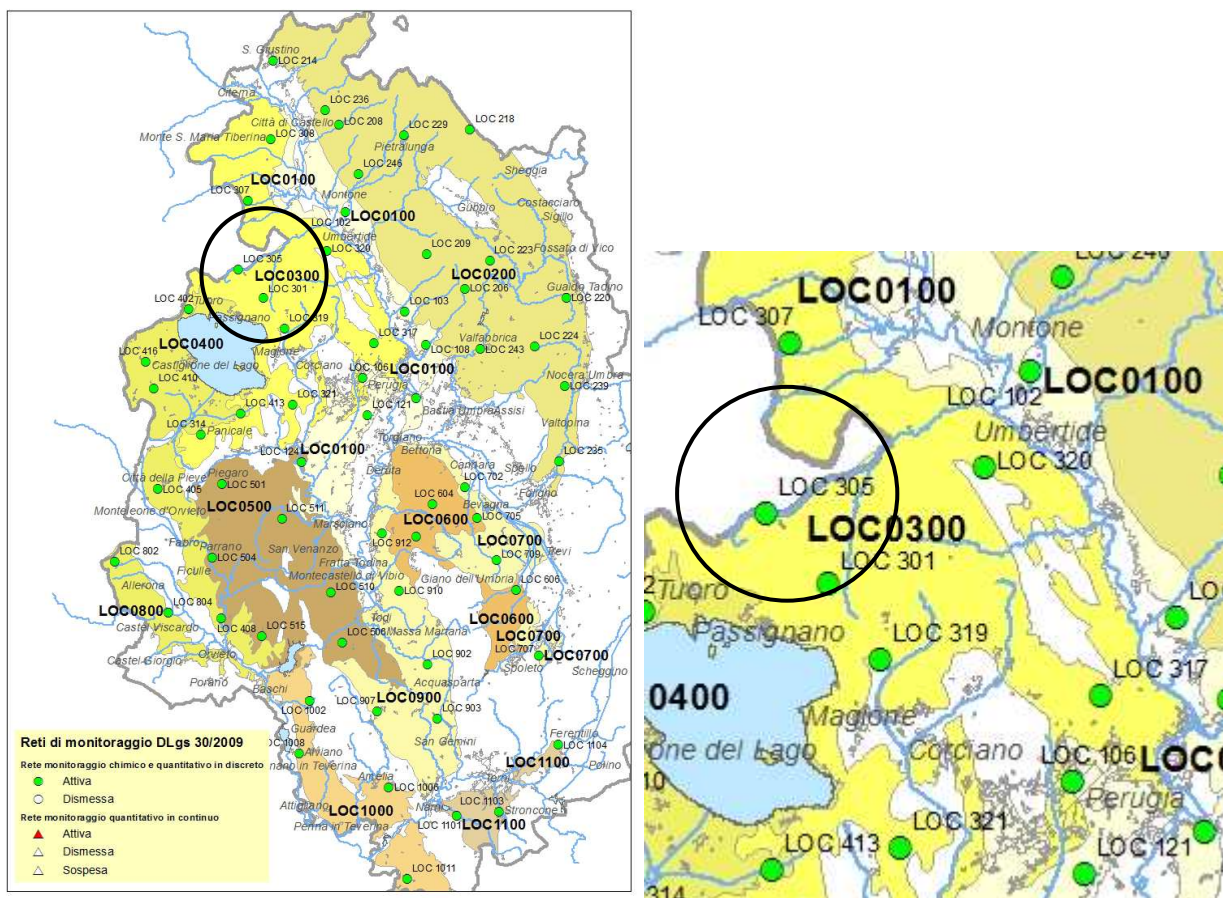 S. Giustino
LOC 214
Citerna
LOC 236
Città di Castello
LOC 208
LOC 218
Monte S. Maria Tiberina
LOC 308
LOC 229
Pietralunga
LOC 246
Sheggia
LOC0100
LOC 307
Montone
Costacciaro
Gubbio
Sigillo
LOC0100
LOC 102
Umbertide
LOC 320
Fossato di Vico
LOC 209
LOC 223
LOC 305
LOC0300
LOC0200
LOC 301
LOC 206
Gualdo Tadino
LOC 402
Tuoro
LOC 103
LOC 220
Passignano
LOC 319
LOC 317
Valfabbrica
LOC 224
LOC0400
Magione
LOC 108
LOC 243
LOC 416
Castiglione del Lago
Corciano
LOC 106
LOC0100
LOC 410
Perugia
Nocera Umbra
LOC 239
LOC 413
LOC 321
LOC 121
Bastia Umbra
Assisi
LOC 314
Panicale
Valtopina
Torgiano
LOC0100
Bettona
LOC 124
LOC 235
Città della Pieve
Piegaro
Deruta
Cannara
Spello
LOC 405
LOC 501
LOC 702
Foligno
LOC0500
LOC 604
Bevagna
Monteleone d'Orvieto
LOC 511
Marsciano
LOC0600
LOC 705
LOC 912
LOC0700
Fabro
Parrano
San Venanzo
Trevi
LOC 802
LOC 504
Fratta Todina
LOC 709
Ficulle
Montecastello di Vibio
Giano dell'Umbria
LOC 606
Allerona
LOC 510
LOC 910
LOC0800
LOC 804
LOC0600
Castel Viscardo
LOC 408
LOC 515
Todi
LOC 506
Massa Martana
LOC0700
LOC 707
LOC0700
Castel Giorgio
Orvieto
LOC 902
Spoleto
Scheggino
Porano
Acquasparta
Baschi
LOC 907
LOC0900
LOC 1002
LOC 903
Guardea
San Gemini
Ferentillo
LOC 1008
Alviano
LOC 1104
LOC1100
Polino
Amelia
LOC 1006
Terni
Attigliano
LOC1000
Narni
LOC 1103
Stroncone
Penna in Teverina
LOC 1101
LOC1100
LOC 1011
Reti di monitoraggio DLgs 30/2009
Rete monitoraggio chimico e quantitativo in discreto
Attiva
Dismessa
Rete monitoraggio quantitativo in continuo
Attiva
Dismessa
Sospesa
LOC0100
LOC 307
Montone
LOC0100
LOC 102
Umbertide
LOC 320
LOC 305
LOC0300
LOC 301
Tuoro
Passignano
LOC 319
LOC 317
0400
Magione
one del Lago
Corciano
LOC 106
Perugia
LOC 321
LOC 413
LOC 121
314